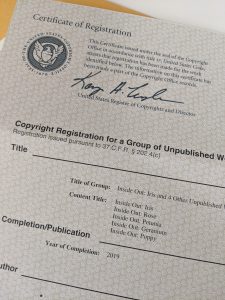 Certificate of Registration
This Certificate issued under the seal of the Copyright
Office in accordance with title 17, United States Code,
attests that registration has been made for the work
identified below. The information on this certificate has
been made a part of the Copyright Office records.
United States Register of Copyrights and Director
Copyright Registration for a Group of Unpublished W
Registration issued pursuant to 37 C.F.R. § 202.4(c)
Title
Title of Group: Inside Out: Iris and 4 Other Unpublished W
Content Title: Inside Out: Iris
Inside Out: Rose
Inside Out: Petunia
Inside Out: Geranium
Inside Out: Poppy
Completion/Publication
Year of Completion: 2019
Author